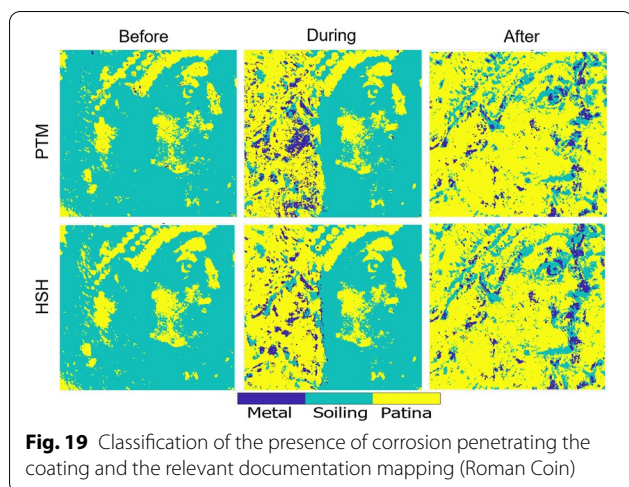 Before During After
PTM
HSH
Metal Soiling Patina
Fig. 19 Classification of the presence of corrosion penetrating the
coating and the relevant documentation mapping (Roman Coin)